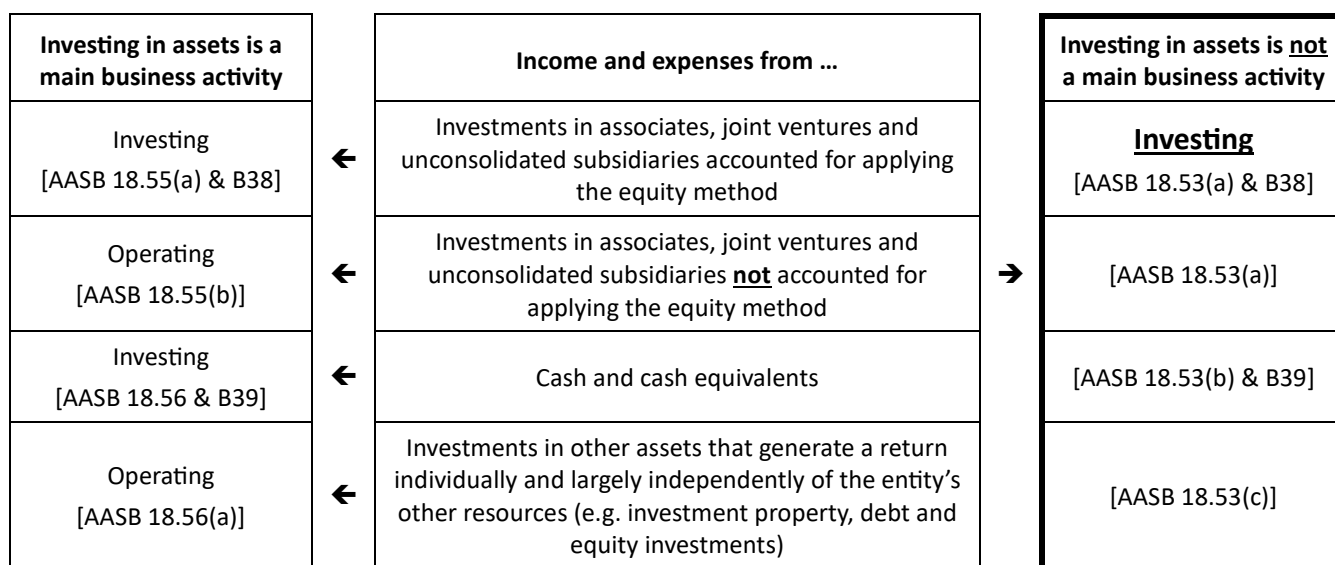 Investing in assets is a
main business activity
Income and expenses from ...
Investing in assets is not
a main business activity
Investing
[AASB 18.55(a) & B38]
🡸
Investments in associates, joint ventures and
unconsolidated subsidiaries accounted for applying
the equity method
Investing
[AASB 18.53(a) & B38]
Operating
[AASB 18.55(b)]
🡸
Investments in associates, joint ventures and
unconsolidated subsidiaries not accounted for
applying the equity method
🡺
[AASB 18.53(a)]
Investing
[AASB 18.56 & B39]
🡸
Cash and cash equivalents
[AASB 18.53(b) & B39]
Operating
[AASB 18.56(a)]
🡸
Investments in other assets that generate a return
individually and largely independently of the entity’s
other resources (e.g. investment property, debt and
equity investments)
[AASB 18.53(c)]